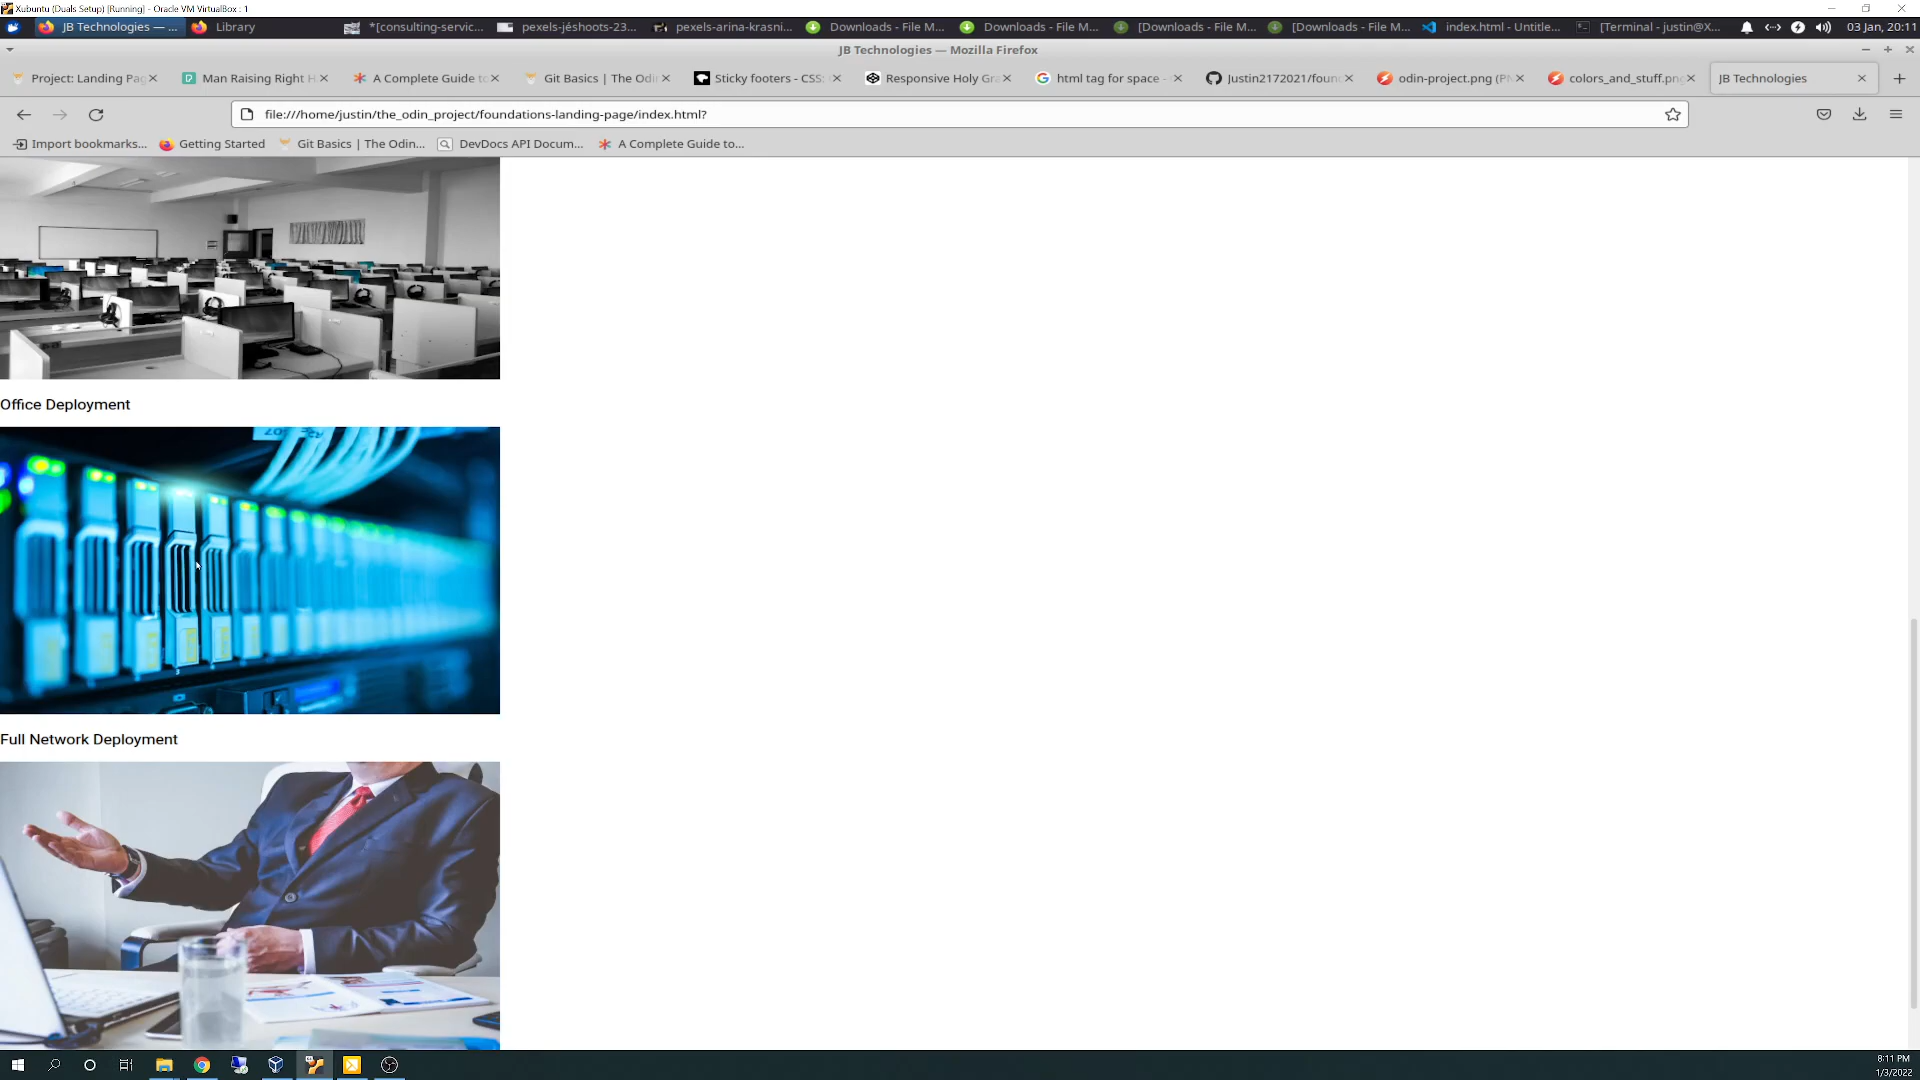 Xubuntu (Duals Setup) [Running] - Oracle VM VirtualBox : 1
JB Technologies — ...
Library
*[consulting-servic...
pexels-jéshoots-23...
pexels-arina-krasni...
Downloads - File M...
Downloads - File M...
[Downloads - File M...
[Downloads - File M...
index.html - Untitle...
[Terminal - justin@X...
03 Jan, 20:11
JB Technologies — Mozilla Firefox
Project: Landing Pag
Man Raising Right H
A Complete Guide to
Git Basics | The Odin
Sticky footers - CSS:
Responsive Holy Gra
html tag for space -
Justin2172021/foun
odin-project.png (PN
colors_and_stuff.png
JB Technologies
file:///home/justin/the_odin_project/foundations-landing-page/index.html?
Import bookmarks...
Getting Started
Git Basics | The Odin...
DevDocs API Docum...
A Complete Guide to...
Office Deployment
Full Network Deployment
8:11 PM
1/3/2022